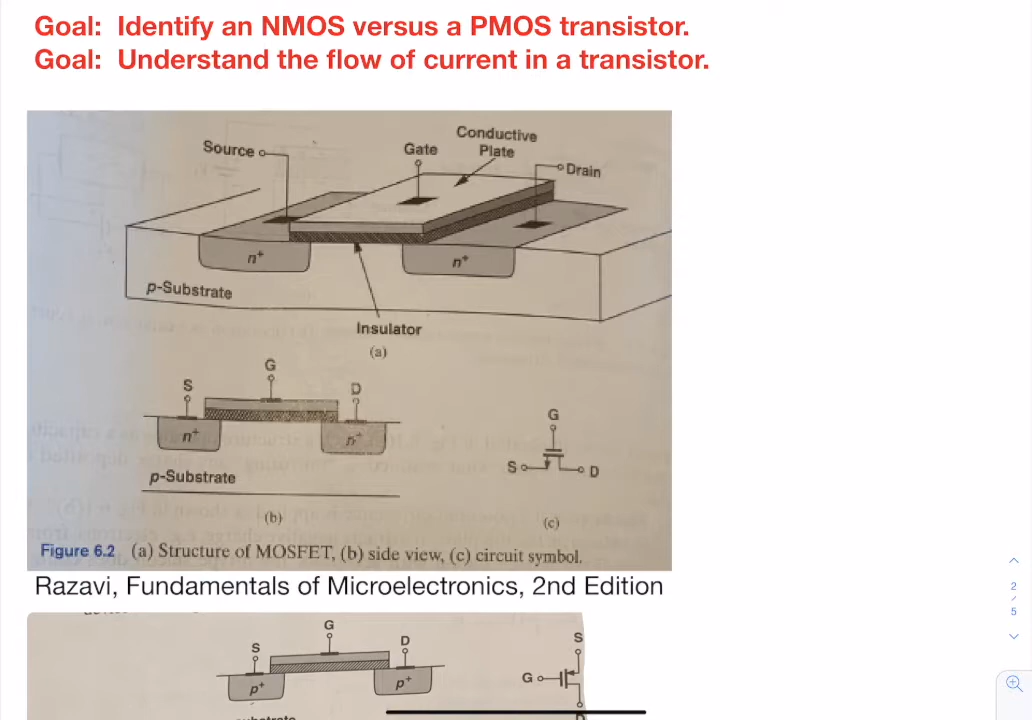 Goal: Identify an NMOS versus a PMOS transistor.
Goal: Understand the flow of current in a transistor.
Conductive
Source
Gate
Plate
Drain
n+
n+
p-Substrate
Insulator
(a)
G
S
D
n+
n+
p-Substrate
(b)
G
S
D
(c)
Figure 6.2 (a) Structure of MOSFET, (b) side view, (c) circuit symbol.
Razavi, Fundamentals of Microelectronics, 2nd Edition
G
S
D
p+
p+
S
G
2
/
5